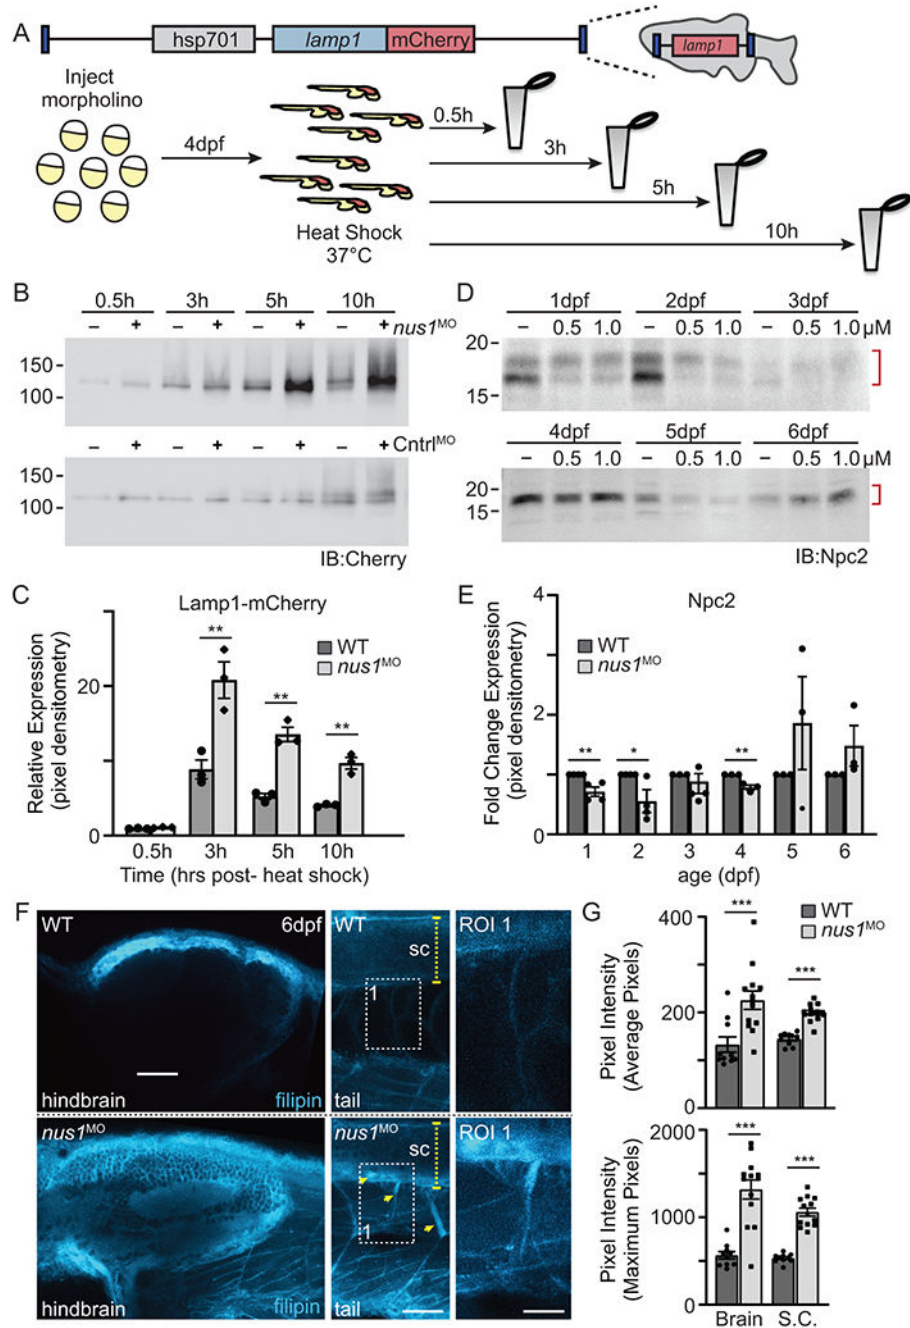 A
hsp701
lamp1
mCherry
lamp1
Inject
morpholino
4dpf
0.5h
3h
5h
10h
Heat Shock
37°C
B
0.5h 3h 5h 10h
– + – + – + – + nus1MO
150
100
– + – + – + – + CntrlMO
150
100
IB:Cherry
D
1dpf 2dpf 3dpf
– 0.5 1.0 – 0.5 1.0 – 0.5 1.0 µM
20
15
4dpf 5dpf 6dpf
– 0.5 1.0 – 0.5 1.0 – 0.5 1.0 µM
20
15
IB:Npc2
C
Lamp1-mCherry
Relative Expression
(pixel densitometry)
20
0
** ** **
WT
nus1MO
0.5h 3h 5h 10h
Time (hrs post- heat shock)
E
Npc2
Fold Change Expression
(pixel densitometry)
4
2
0
WT
nus1MO
** * **
1 2 3 4 5 6
age (dpf)
F
WT 6dpf
hindbrain filipin
WT
sc
1
tail
ROI 1
nus1MO
hindbrain filipin
nus1MO
sc
1
tail
ROI 1
G
WT
nus1MO
Pixel Intensity
(Average Pixels)
400
200
0
*** ***
Pixel Intensity
(Maximum Pixels)
2000
1000
0
*** ***
Brain S.C.